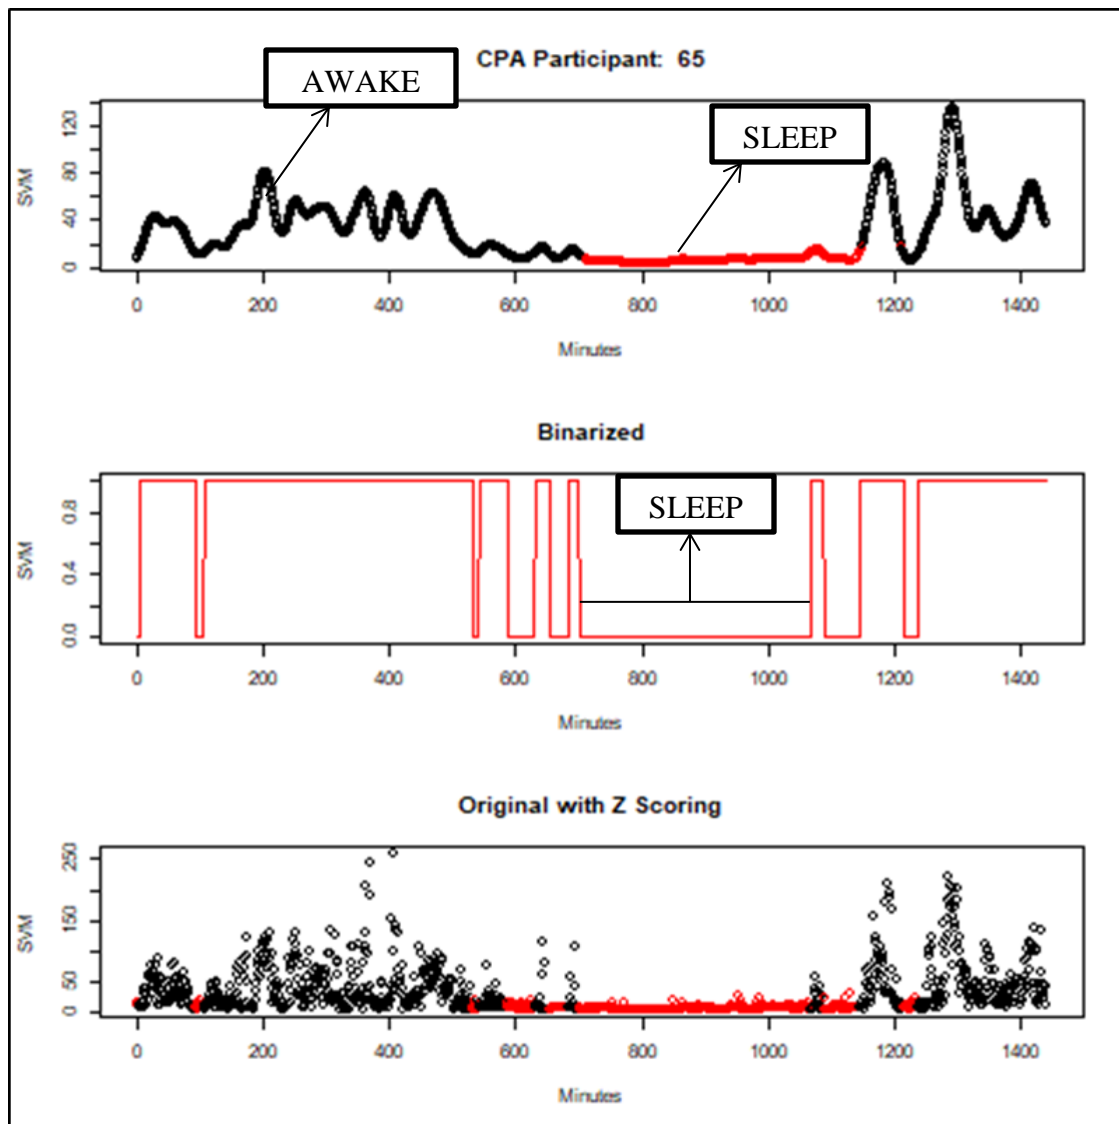 CPA Participant: 65
AWAKE
SLEEP
SVM
120
80
40
0
0 200 400 600 800 1000 1200 1400
Minutes
Binarized
SLEEP
SVM
0.8
0.4
0.0
0 200 400 600 800 1000 1200 1400
Minutes
Original with Z Scoring
SVM
250
150
50
0
0 200 400 600 800 1000 1200 1400
Minutes